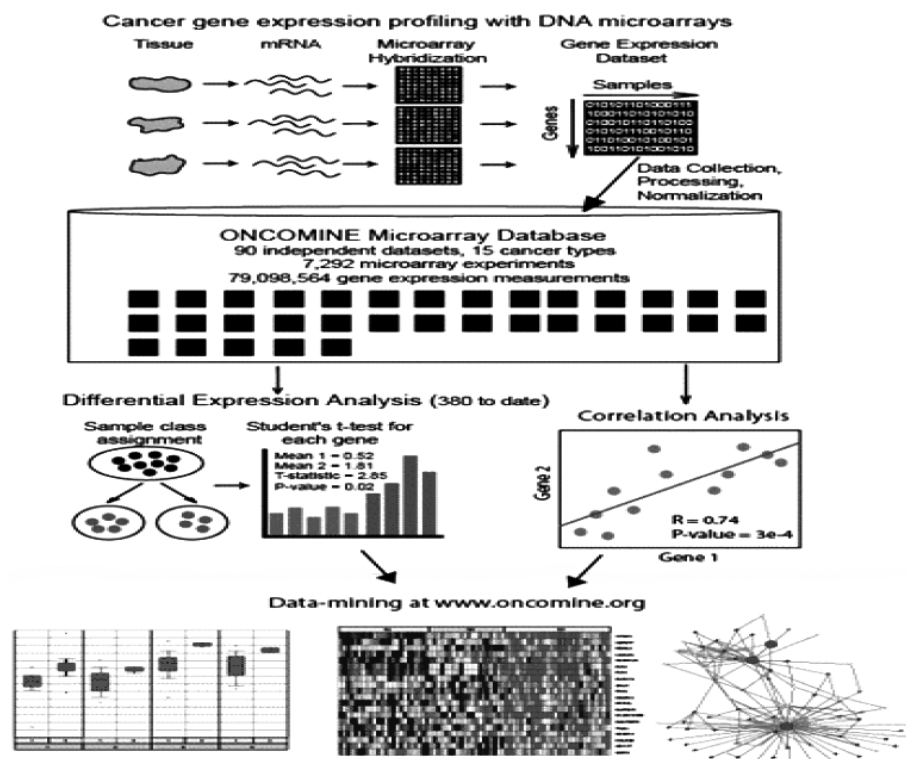 Cancer gene expression profiling with DNA microarrays
Tissue
mRNA
Microarray
Hybridization
Gene Expression
Dataset
Samples
Genes
Data Collection,
Processing,
Normalization
ONCOMINE Microarray Database
90 independent datasets, 15 cancer types
7,292 microarray experiments
79,098,564 gene expression measurements
Differential Expression Analysis (380 to date)
Sample class
assignment
Student's t-test for
each gene
Mean 1 = 0.52
Mean 2 = 1.81
T-statistic = 2.85
P-value = 0.02
Correlation Analysis
Gene 2
R = 0.74
P-value = 3e-4
Gene 1
Data-mining at www.oncomine.org